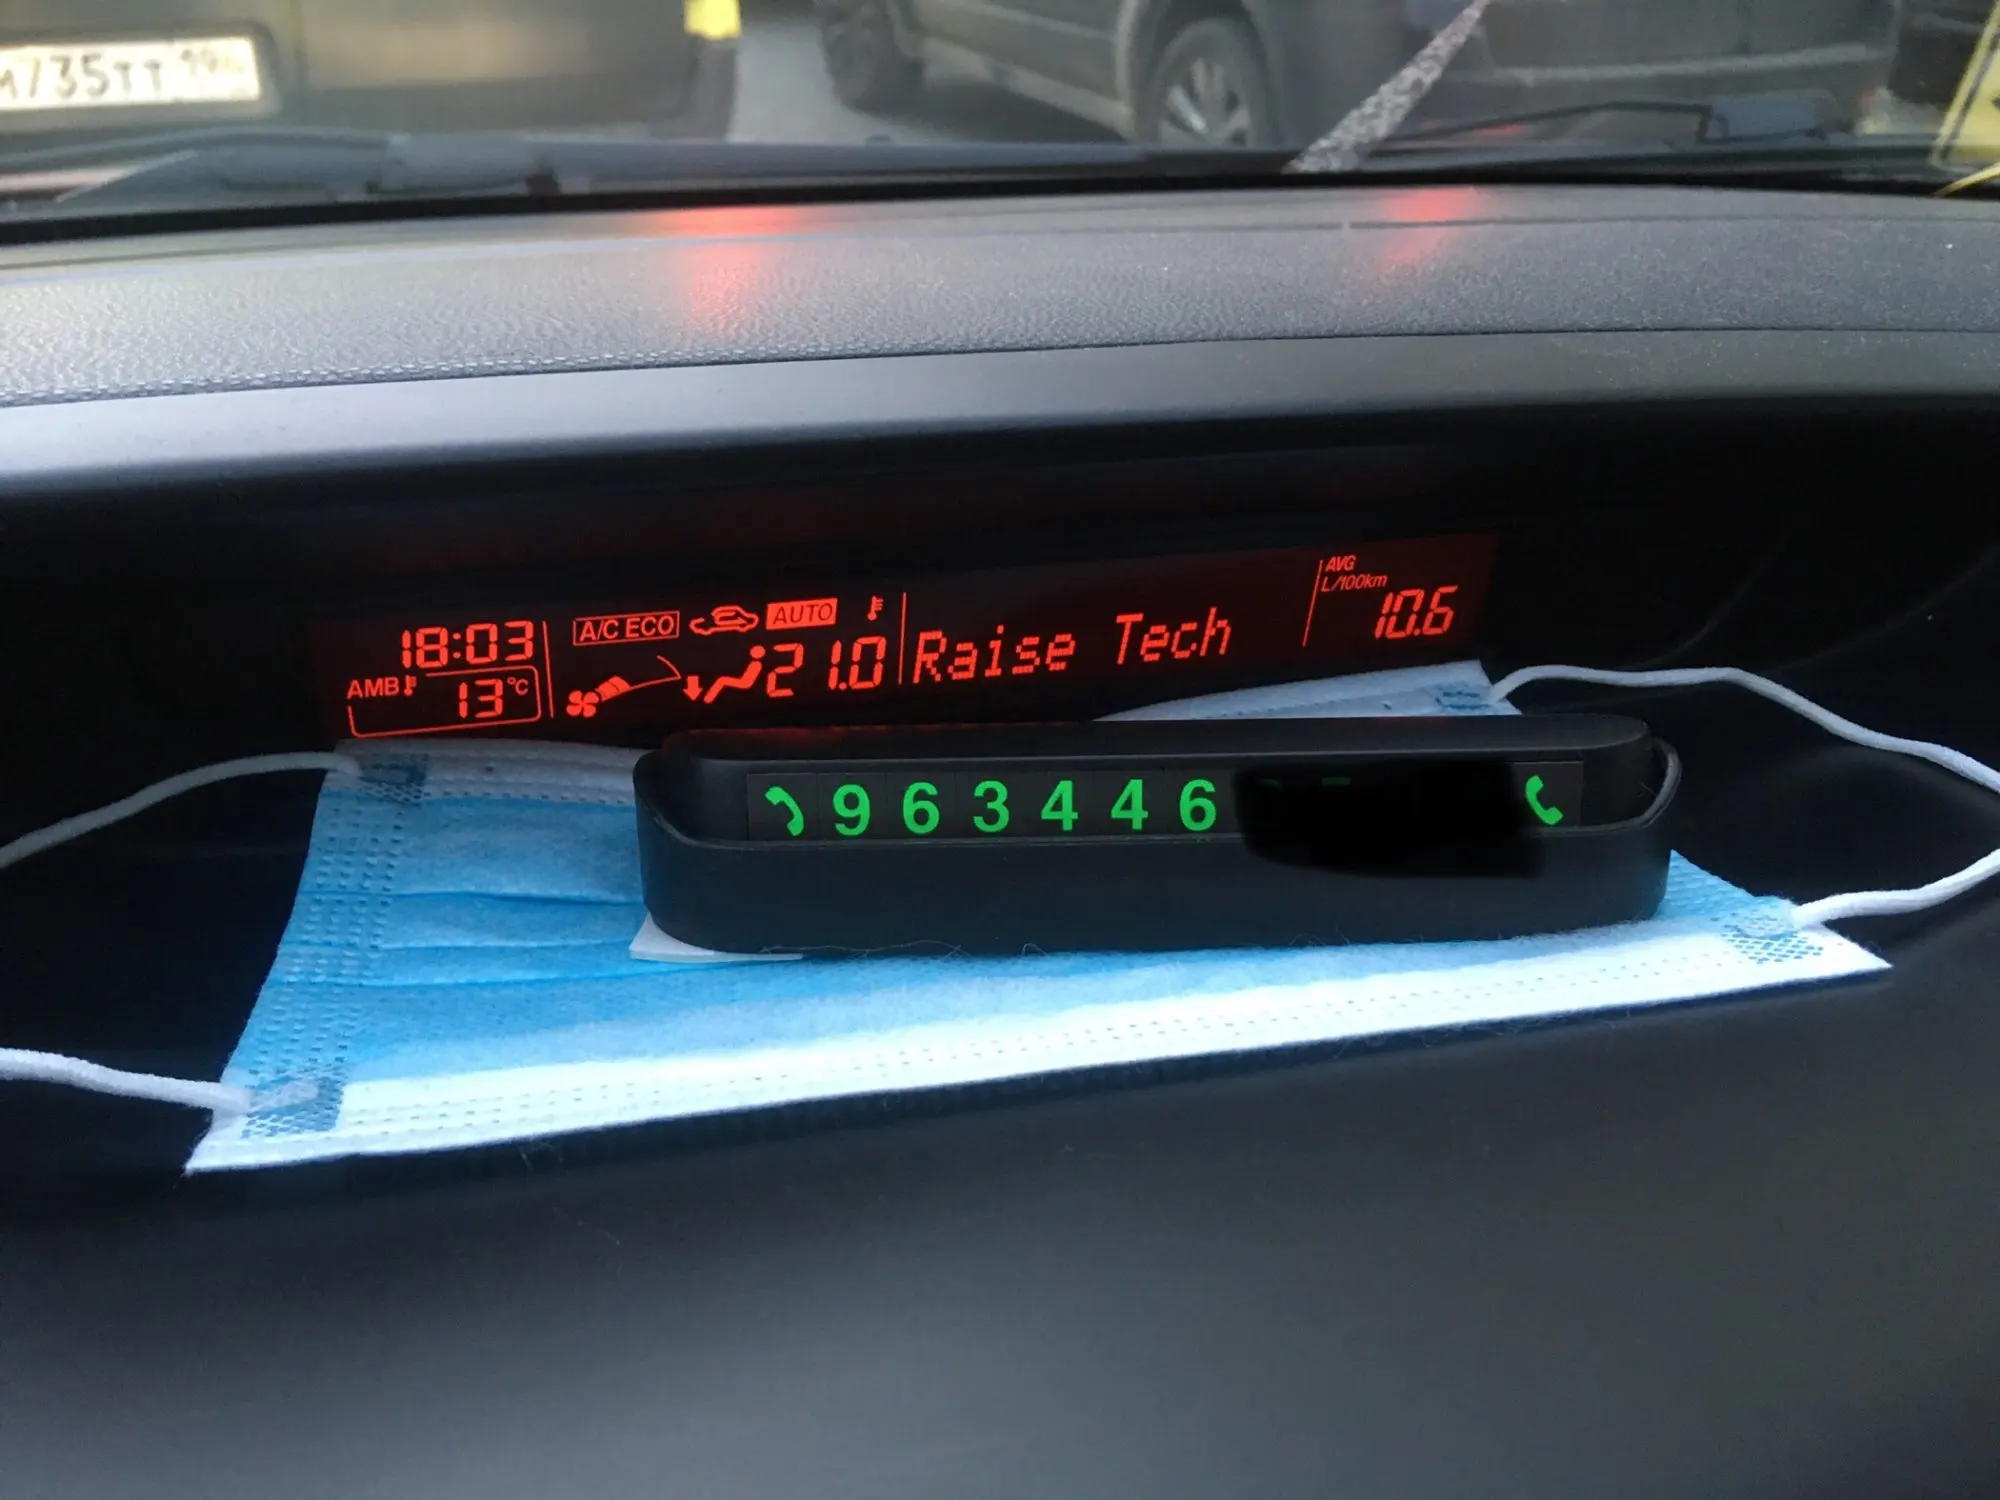 М735ТТ
18:03
AMB 13°C
A/C ECO AUTO
21.0
Raise Tech
AVG
L/100km
10.6
963446